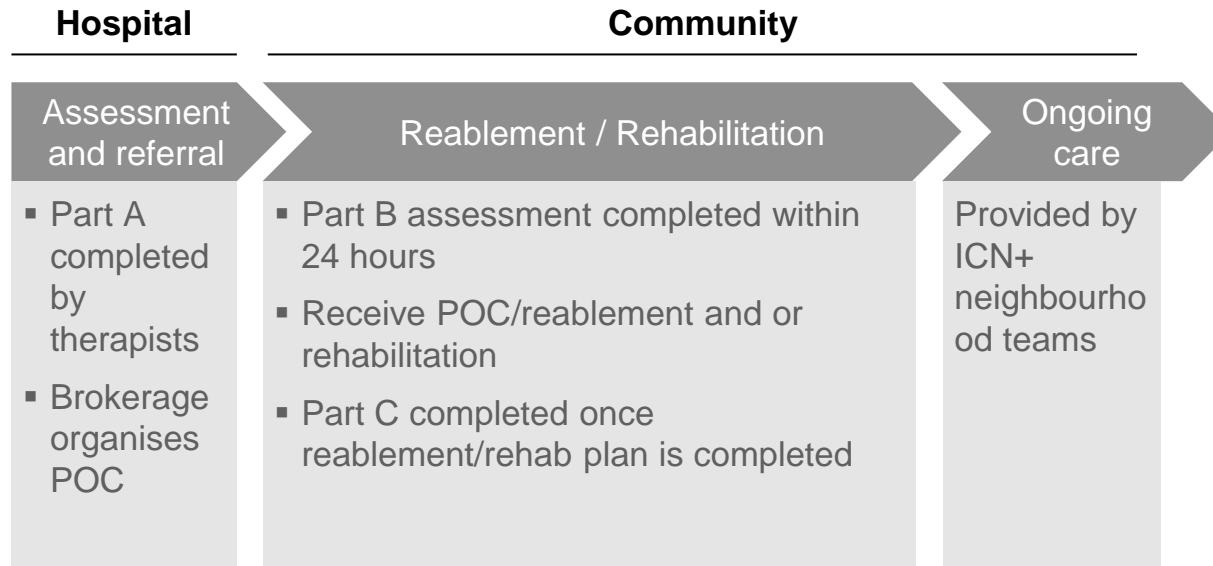 Hospital
Community
Assessment
and referral
Reablement / Rehabilitation
Ongoing
care
▪ Part A
completed
by
therapists
▪ Brokerage
organises
POC
▪ Part B assessment completed within
24 hours
▪ Receive POC/reablement and or
rehabilitation
▪ Part C completed once
reablement/rehab plan is completed
Provided by
ICN+
neighbourho
od teams